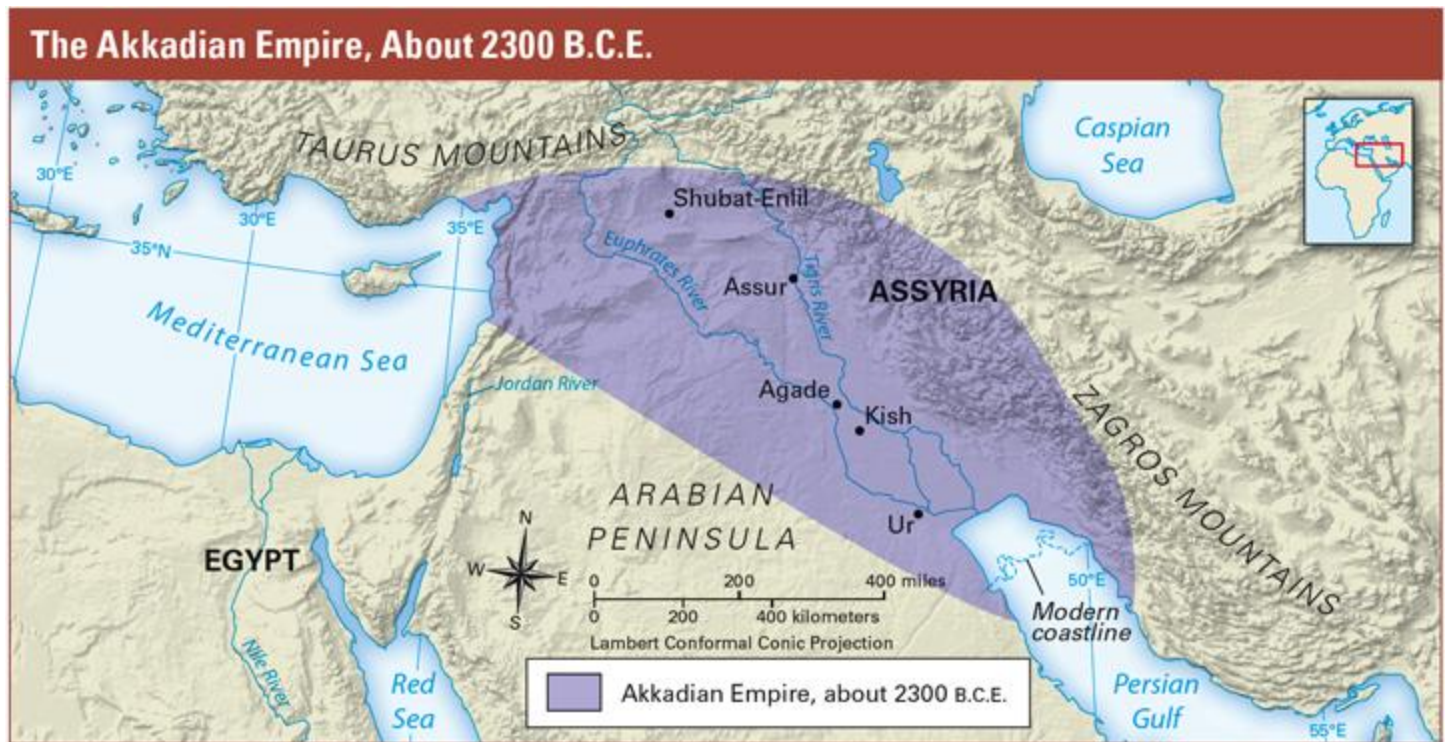 The Akkadian Empire, About 2300 B.C.E.
TAURUS MOUNTAINS
Caspian
Sea
30°E
30°E
35°E
35°N
Shubat-Enlil
Euphrates River
Tigris River
Assur
ASSYRIA
Mediterranean Sea
Jordan River
Agade
Kish
ZAGROS MOUNTAINS
ARABIAN
PENINSULA
Ur
EGYPT
N
W
E
S
0 200 400 miles
0 200 400 kilometers
Lambert Conformal Conic Projection
50°E
Modern
coastline
Nile River
Red
Sea
Akkadian Empire, about 2300 B.C.E.
Persian
Gulf
55°E